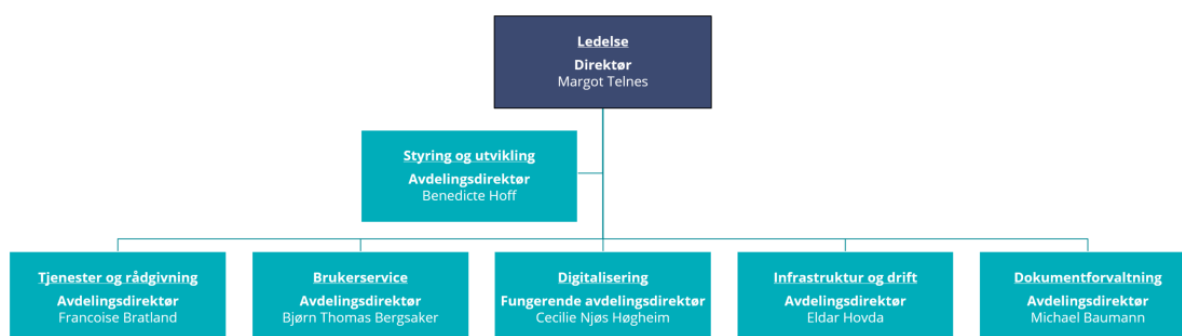 Ledelse
Direktør
Margot Telnes
Styring og utvikling
Avdelingsdirektør
Benedicte Hoff
Tjenester og rådgivning
Avdelingsdirektør
Francoise Bratland
Brukerservice
Avdelingsdirektør
Bjørn Thomas Bergsaker
Digitalisering
Fungerende avdelingsdirektør
Cecilie Njøs Høgheim
Infrastruktur og drift
Avdelingsdirektør
Eldar Hovda
Dokumentforvaltning
Avdelingsdirektør
Michael Baumann